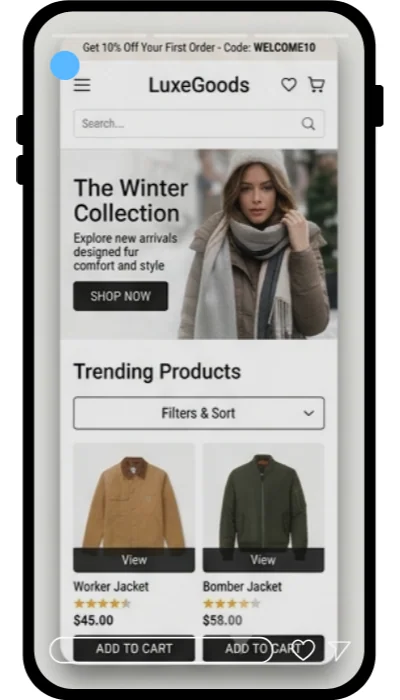 Get 10% Off Your First Order - Code: WELCOME10
LuxeGoods
Search...
The Winter
Collection
Explore new arrivals
designed fur
comfort and style
SHOP NOW
Trending Products
Filters & Sort
View
View
Worker Jacket
Bomber Jacket
$45.00
$58.00
ADD TO CART
ADD TO CART